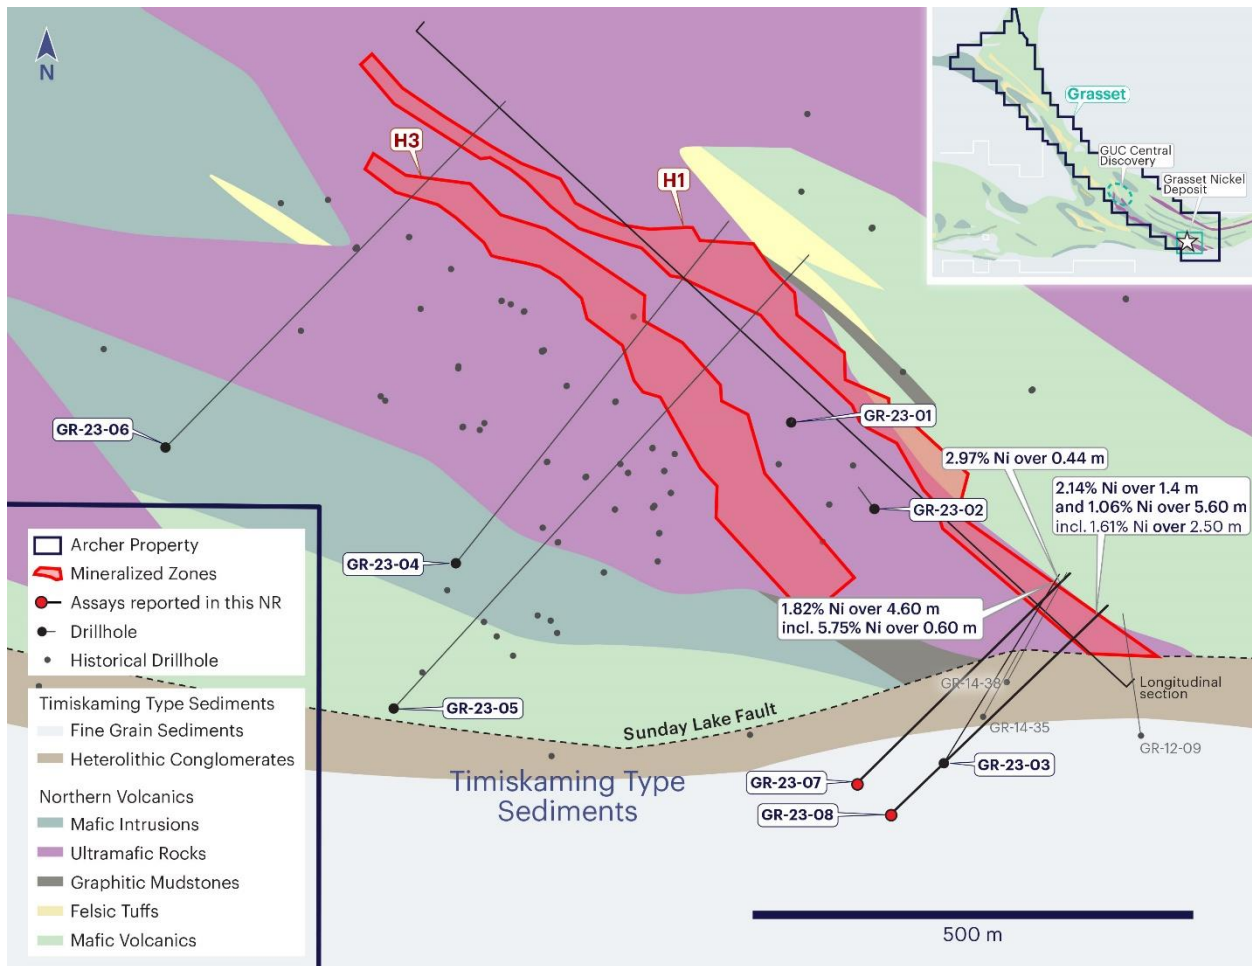 N
Grasset
GUC Central
Discovery
Grasset Nickel
Deposit
H3
H1
GR-23-01
GR-23-06
2.97% Ni over 0.44 m
2.14% Ni over 1.4 m
and 1.06% Ni over 5.60 m
incl. 1.61% Ni over 2.50 m
GR-23-02
GR-23-04
1.82% Ni over 4.60 m
incl. 5.75% Ni over 0.60 m
GR-14-38
Longitudinal
section
GR-23-05
Sunday Lake Fault
GR-14-35
GR-12-09
GR-23-03
GR-23-07
GR-23-08
Timiskaming Type
Sediments
500 m
Archer Property
Mineralized Zones
Assays reported in this NR
Drillhole
Historical Drillhole
Timiskaming Type Sediments
Fine Grain Sediments
Heterolithic Conglomerates
Northern Volcanics
Mafic Intrusions
Ultramafic Rocks
Graphitic Mudstones
Felsic Tuffs
Mafic Volcanics